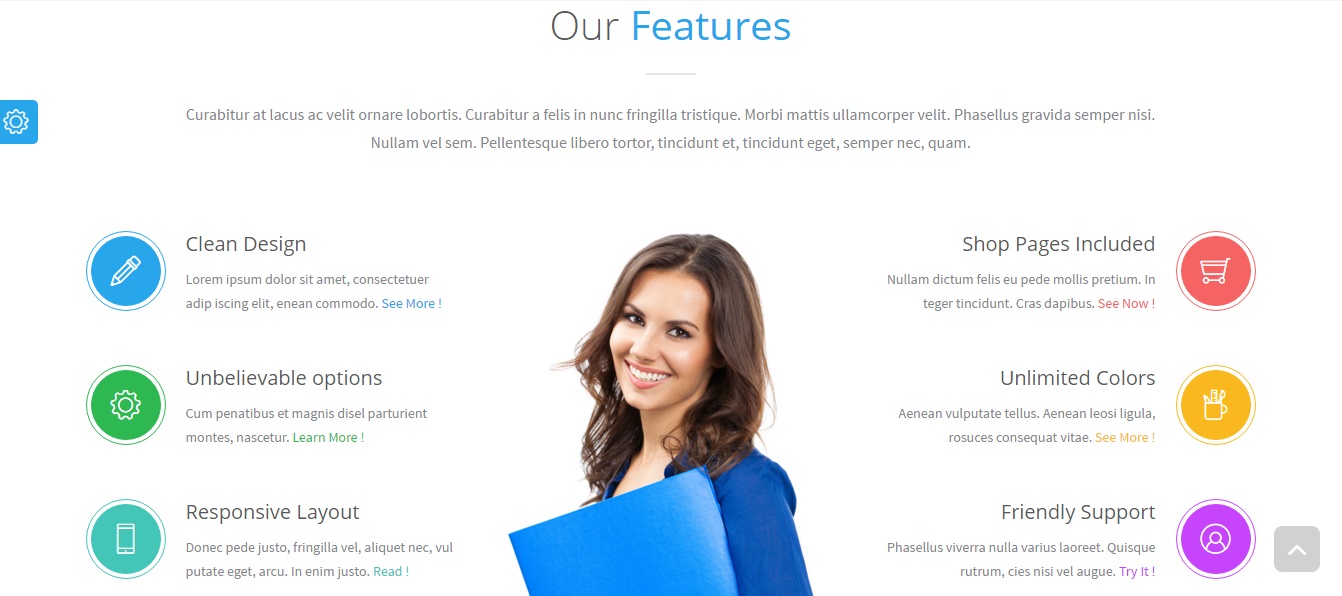 Our Features
Curabitur at lacus ac velit ornare lobortis. Curabitur a felis in nunc fringilla tristique. Morbi mattis ullamcorper velit. Phasellus gravida semper nisi.
Nullam vel sem. Pellentesque libero tortor, tincidunt et, tincidunt eget, semper nec, quam.
Clean Design
Lorem ipsum dolor sit amet, consectetuer
adip iscing elit, enean commodo. See More !
Unbelievable options
Cum penatibus et magnis disel parturient
montes, nascetur. Learn More !
Responsive Layout
Donec pede justo, fringilla vel, aliquet nec, vul
putate eget, arcu. In enim justo. Read !
Shop Pages Included
Nullam dictum felis eu pede mollis pretium. In
teger tincidunt. Cras dapibus. See Now !
Unlimited Colors
Aenean vulputate tellus. Aenean leosi ligula,
rosuces consequat vitae. See More !
Friendly Support
Phasellus viverra nulla varius laoreet. Quisque
rutrum, cies nisi vel augue. Try It !